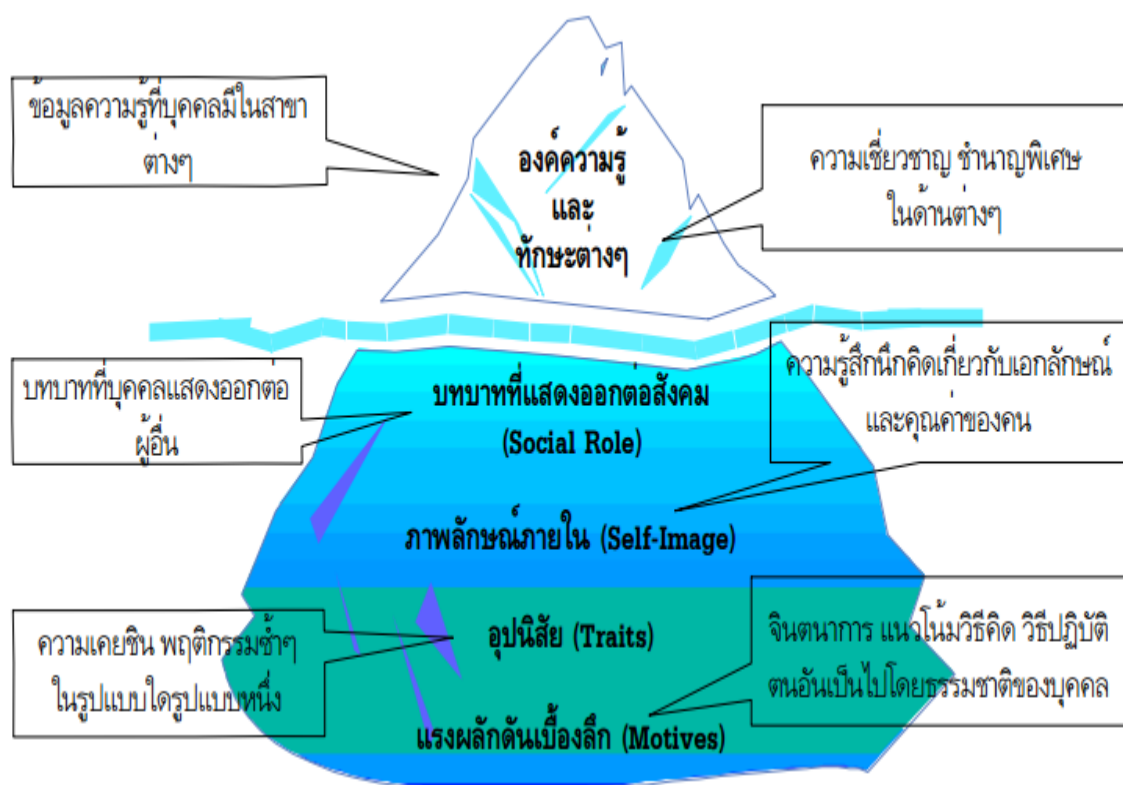 ข้อมูลความรู้ที่บุคคลมีในสาขา
ต่างๆ
องค์ความรู้
และ
ทักษะต่างๆ
ความเชี่ยวชาญ ชำนาญพิเศษ
ในด้านต่างๆ
บทบาทที่บุคคลแสดงออกต่อ
ผู้อื่น
บทบาทที่แสดงออกต่อสังคม
(Social Role)
ความรู้สึกนึกคิดเกี่ยวกับเอกลักษณ์
และคุณค่าของคน
ภาพลักษณ์ภายใน (Self-Image)
ความเคยชิน พฤติกรรมซ้ำๆ
ในรูปแบบใดรูปแบบหนึ่ง
อุปนิสัย (Traits)
จินตนาการ แนวโน้มวิธีคิด วิธีปฏิบัติ
ตนอันเป็นไปโดยธรรมชาติของบุคคล
แรงผลักดันเบื้องลึก (Motives)